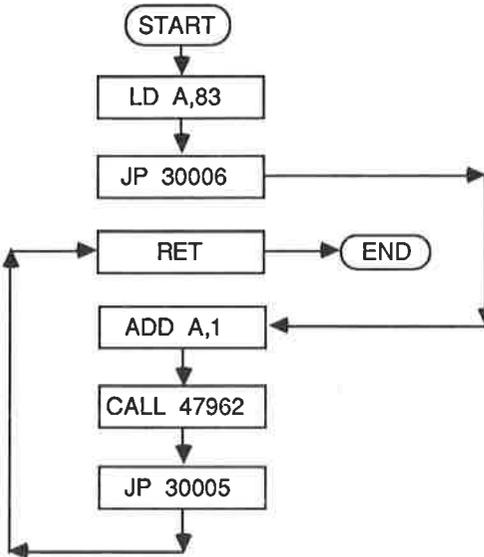 START
LD A,83
JP 30006
RET
END
ADD A,1
CALL 47962
JP 30005